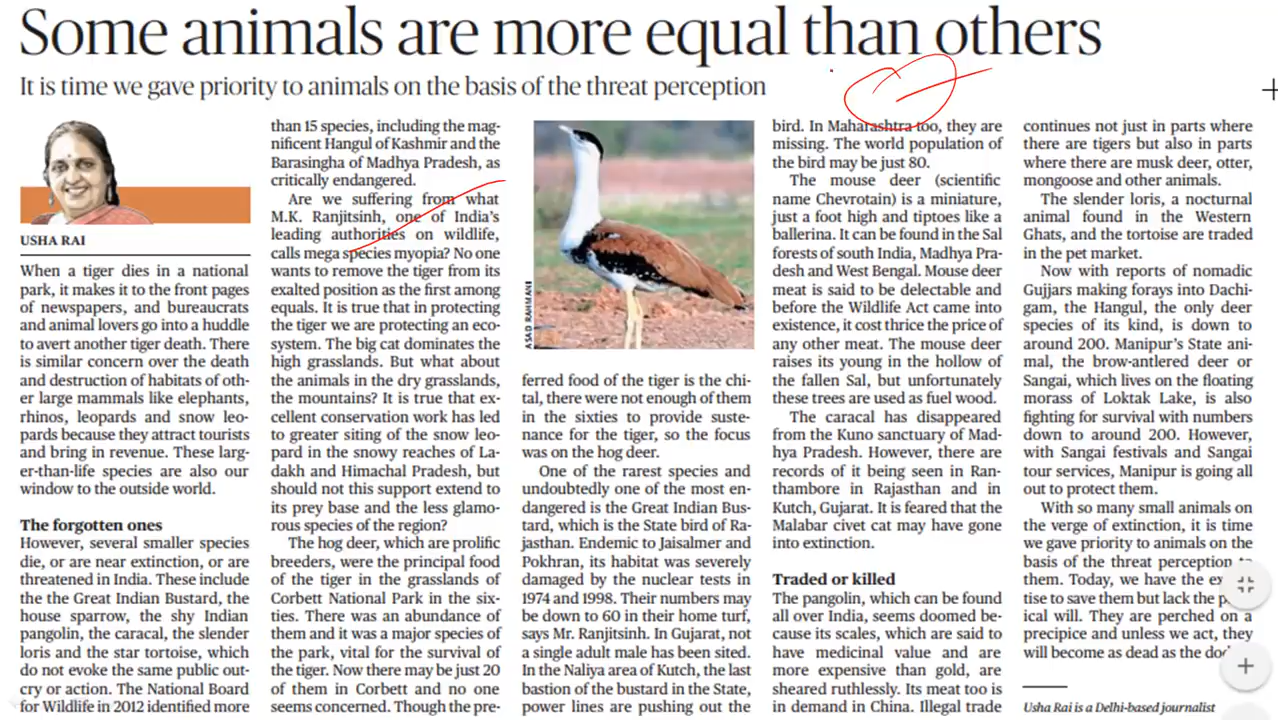 Some animals are more equal than others
It is time we gave priority to animals on the basis of the threat perception
USHA RAI
When a tiger dies in a national
park, it makes it to the front pages
of newspapers, and bureaucrats
and animal lovers go into a huddle
to avert another tiger death. There
is similar concern over the death
and destruction of habitats of oth-
er large mammals like elephants,
rhinos, leopards and snow leo-
pards because they attract tourists
and bring in revenue. These larg-
er-than-life species are also our
window to the outside world.
The forgotten ones
However, several smaller species
die, or are near extinction, or are
threatened in India. These include
the the Great Indian Bustard, the
house sparrow, the shy Indian
pangolin, the caracal, the slender
loris and the star tortoise, which
do not evoke the same public out-
cry or action. The National Board
for Wildlife in 2012 identified more
than 15 species, including the mag-
nificent Hangul of Kashmir and the
Barasingha of Madhya Pradesh, as
critically endangered.
Are we suffering from what
M.K. Ranjitsinh, one of India's
leading authorities on wildlife,
calls mega species myopia? No one
wants to remove the tiger from its
exalted position as the first among
equals. It is true that in protecting
the tiger we are protecting an eco-
system. The big cat dominates the
high grasslands. But what about
the animals in the dry grasslands,
the mountains? It is true that ex-
cellent conservation work has led
to greater siting of the snow leo-
pard in the snowy reaches of La-
dakh and Himachal Pradesh, but
should not this support extend to
its prey base and the less glamo-
rous species of the region?
The hog deer, which are prolific
breeders, were the principal food
of the tiger in the grasslands of
Corbett National Park in the six-
ties. There was an abundance of
them and it was a major species of
the park, vital for the survival of
the tiger. Now there may be just 20
of them in Corbett and no one
seems concerned. Though the pre-
ASAD RAHMANI
ferred food of the tiger is the chi-
tal, there were not enough of them
in the sixties to provide suste-
nance for the tiger, so the focus
was on the hog deer.
One of the rarest species and
undoubtedly one of the most en-
dangered is the Great Indian Bus-
tard, which is the State bird of Ra-
jasthan. Endemic to Jaisalmer and
Pokhran, its habitat was severely
damaged by the nuclear tests in
1974 and 1998. Their numbers may
be down to 60 in their home turf,
says Mr. Ranjitsinh. In Gujarat, not
a single adult male has been sited.
In the Naliya area of Kutch, the last
bastion of the bustard in the State,
power lines are pushing out the
bird. In Maharashtra too, they are
missing. The world population of
the bird may be just 80.
The mouse deer (scientific
name Chevrotain) is a miniature,
just a foot high and tiptoes like a
ballerina. It can be found in the Sal
forests of south India, Madhya Pra-
desh and West Bengal. Mouse deer
meat is said to be delectable and
before the Wildlife Act came into
existence, it cost thrice the price of
any other meat. The mouse deer
raises its young in the hollow of
the fallen Sal, but unfortunately
these trees are used as fuel wood.
The caracal has disappeared
from the Kuno sanctuary of Mad-
hya Pradesh. However, there are
records of it being seen in Ran-
thambore in Rajasthan and in
Kutch, Gujarat. It is feared that the
Malabar civet cat may have gone
into extinction.
Traded or killed
The pangolin, which can be found
all over India, seems doomed be-
cause its scales, which are said to
have medicinal value and are
more expensive than gold, are
sheared ruthlessly. Its meat too is
in demand in China. Illegal trade
continues not just in parts where
there are tigers but also in parts
where there are musk deer, otter,
mongoose and other animals.
The slender loris, a nocturnal
animal found in the Western
Ghats, and the tortoise are traded
in the pet market.
Now with reports of nomadic
Gujjars making forays into Dachi-
gam, the Hangul, the only deer
species of its kind, is down to
around 200. Manipur's State ani-
mal, the brow-antlered deer or
Sangai, which lives on the floating
morass of Loktak Lake, is also
fighting for survival with numbers
down to around 200. However,
with Sangai festivals and Sangai
tour services, Manipur is going all
out to protect them.
With so many small animals on
the verge of extinction, it is time
we gave priority to animals on the
basis of the threat perception
them. Today, we have the
tise to save them but lack the
ical will. They are perched on a
precipice and unless we act, they
will become as dead as the
Usha Rai is a Delhi-based journalist